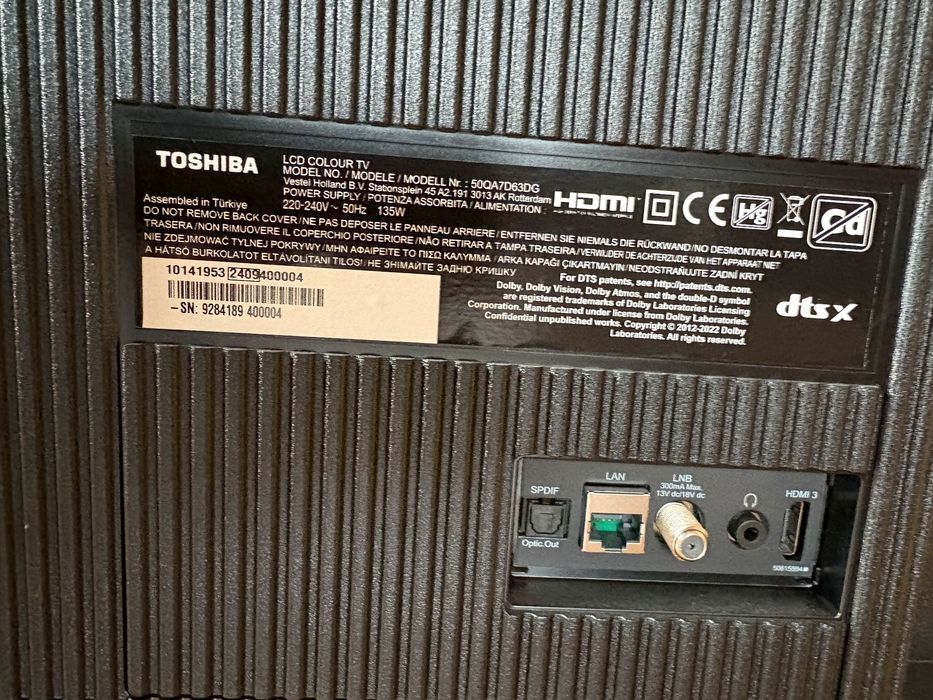 TOSHIBA
LCD COLOUR TV
MODEL NO. / MODELE / MODELL Nr. : 50QA7D63DG
Vestel Holland B.V. Stationsplein 45 A2.191 3013 AK Rotterdam
POWER SUPPLY / POTENZA ASSORBITA / ALIMENTATION :
Assembled in Türkiye 220-240V ~ 50Hz 135W
HDMI
HIGH-DEFINITION MULTIMEDIA INTERFACE
CE
Hg
Pb
DO NOT REMOVE BACK COVER/NE PAS DEPOSER LE PANNEAU ARRIERE/ENTFERNEN SIE NIEMALS DIE RÜCKWAND/NO DESMONTAR LA TAPA
TRASERA/NON RIMUOVERE IL COPERCHIO POSTERIORE/NÃO RETIRAR A TAMPA TRASEIRA/VERWIJDER DE ACHTERZIJDE VAN HET APPARAAT NIET
NIE ZDEJMOWAĆ TYLNEJ POKRYWY/ΜΗΝ ΑΦΑΙΡΕΙΤΕ ΤΟ ΠΙΣΩ ΚΑΛΥΜΜΑ/ARKA KAPAĞI ÇIKARTMAYIN/NEODSTRAŇUJTE ZADNÍ KRYT
A HÁTSÓ BURKOLATOT ELTÁVOLÍTANI TILOS!/НЕ ЗНІМАЙТЕ ЗАДНЮ КРИШКУ
For DTS patents, see http://patents.dts.com.
Dolby, Dolby Vision, Dolby Atmos, and the double-D symbol
are registered trademarks of Dolby Laboratories Licensing
Corporation. Manufactured under license from Dolby Laboratories.
Confidential unpublished works. Copyright © 2012-2022 Dolby
Laboratories. All rights reserved.
dts X
10141953 2409400004
–SN: 9284189 400004
SPDIF
Optic.Out
LAN
LNB
300mA Max.
13V dc/18V dc
HDMI 3